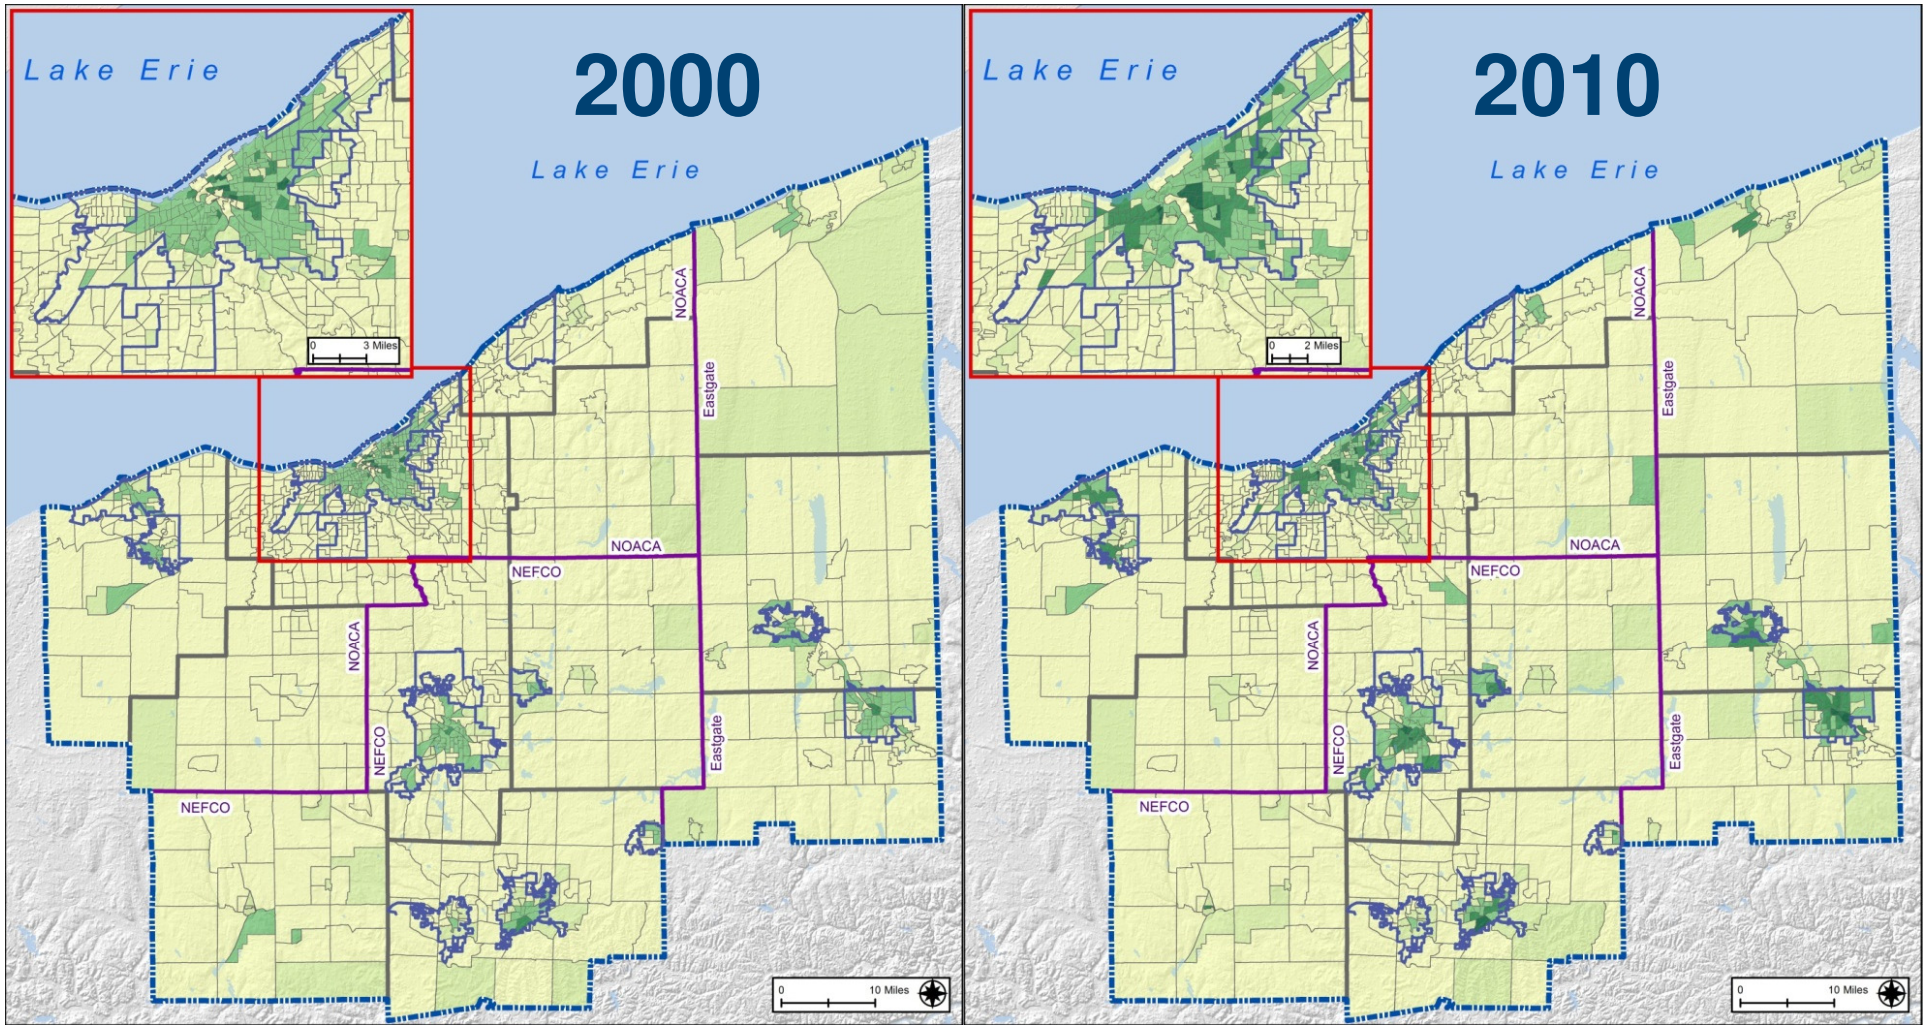 Lake Erie
2000
Lake Erie
0 3 Miles
NOACA
Eastgate
NOACA
NEFCO
NOACA
NEFCO
Eastgate
NEFCO
0 10 Miles
Lake Erie
2010
Lake Erie
0 2 Miles
NOACA
Eastgate
NOACA
NEFCO
NOACA
NEFCO
Eastgate
NEFCO
0 10 Miles